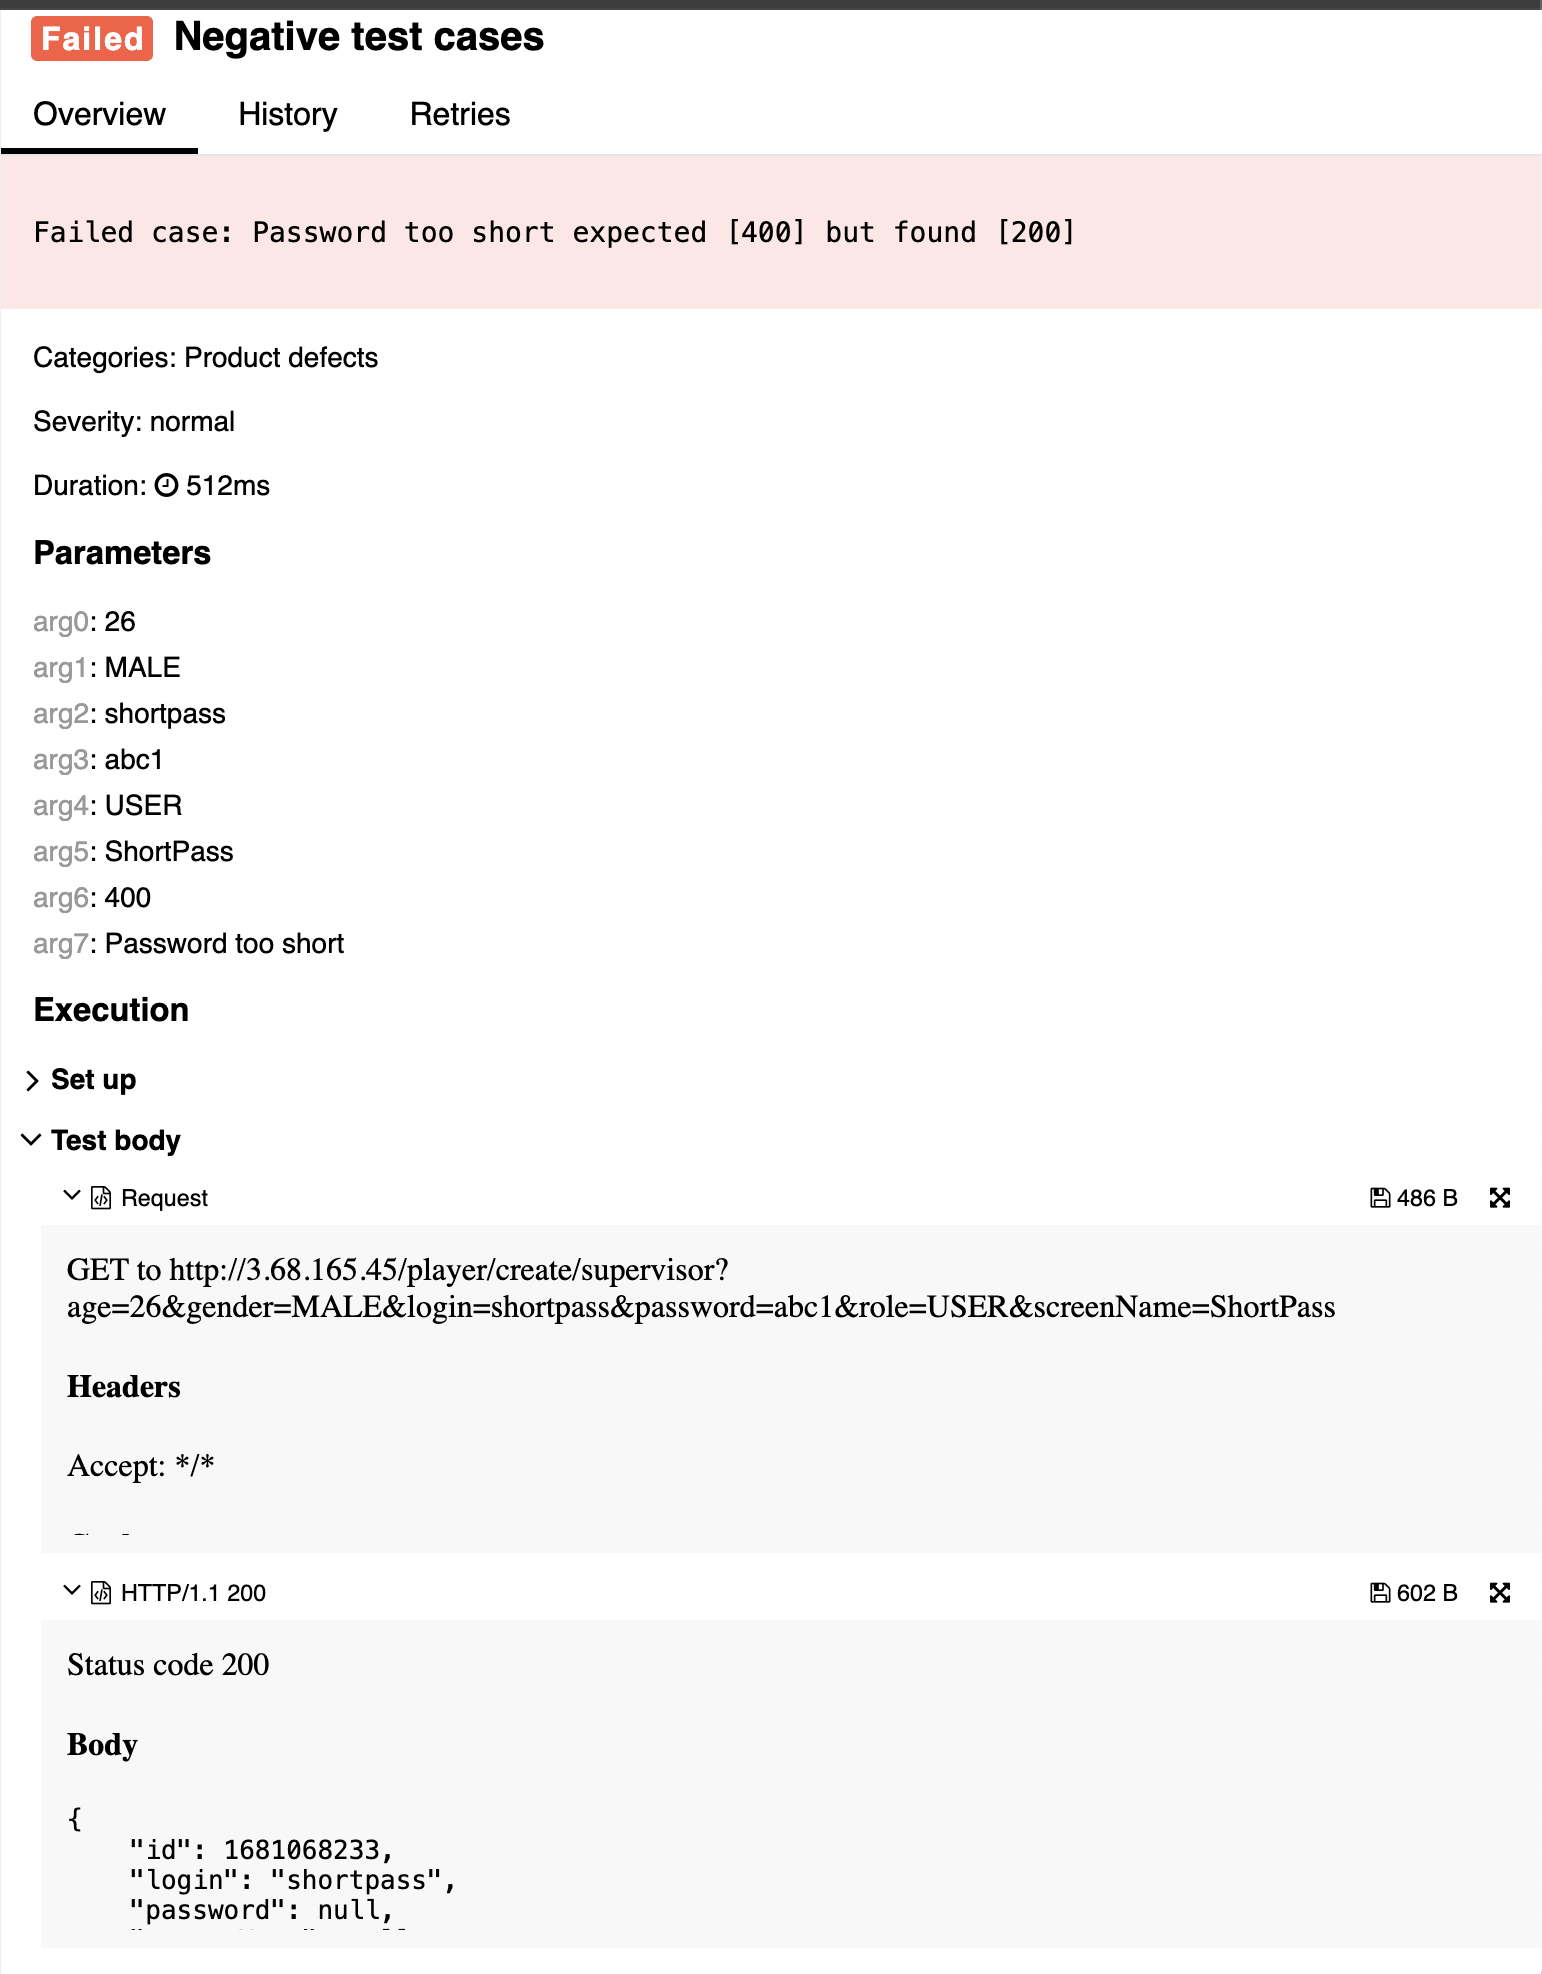 Failed Negative test cases
Overview History Retries
Failed case: Password too short expected [400] but found [200]
Categories: Product defects
Severity: normal
Duration: 512ms
Parameters
arg0: 26
arg1: MALE
arg2: shortpass
arg3: abc1
arg4: USER
arg5: ShortPass
arg6: 400
arg7: Password too short
Execution
Set up
Test body
Request 486 B
GET to http://3.68.165.45/player/create/supervisor?
age=26&gender=MALE&login=shortpass&password=abc1&role=USER&screenName=ShortPass
Headers
Accept: */*
HTTP/1.1 200 602 B
Status code 200
Body
{
"id": 1681068233,
"login": "shortpass",
"password": null,